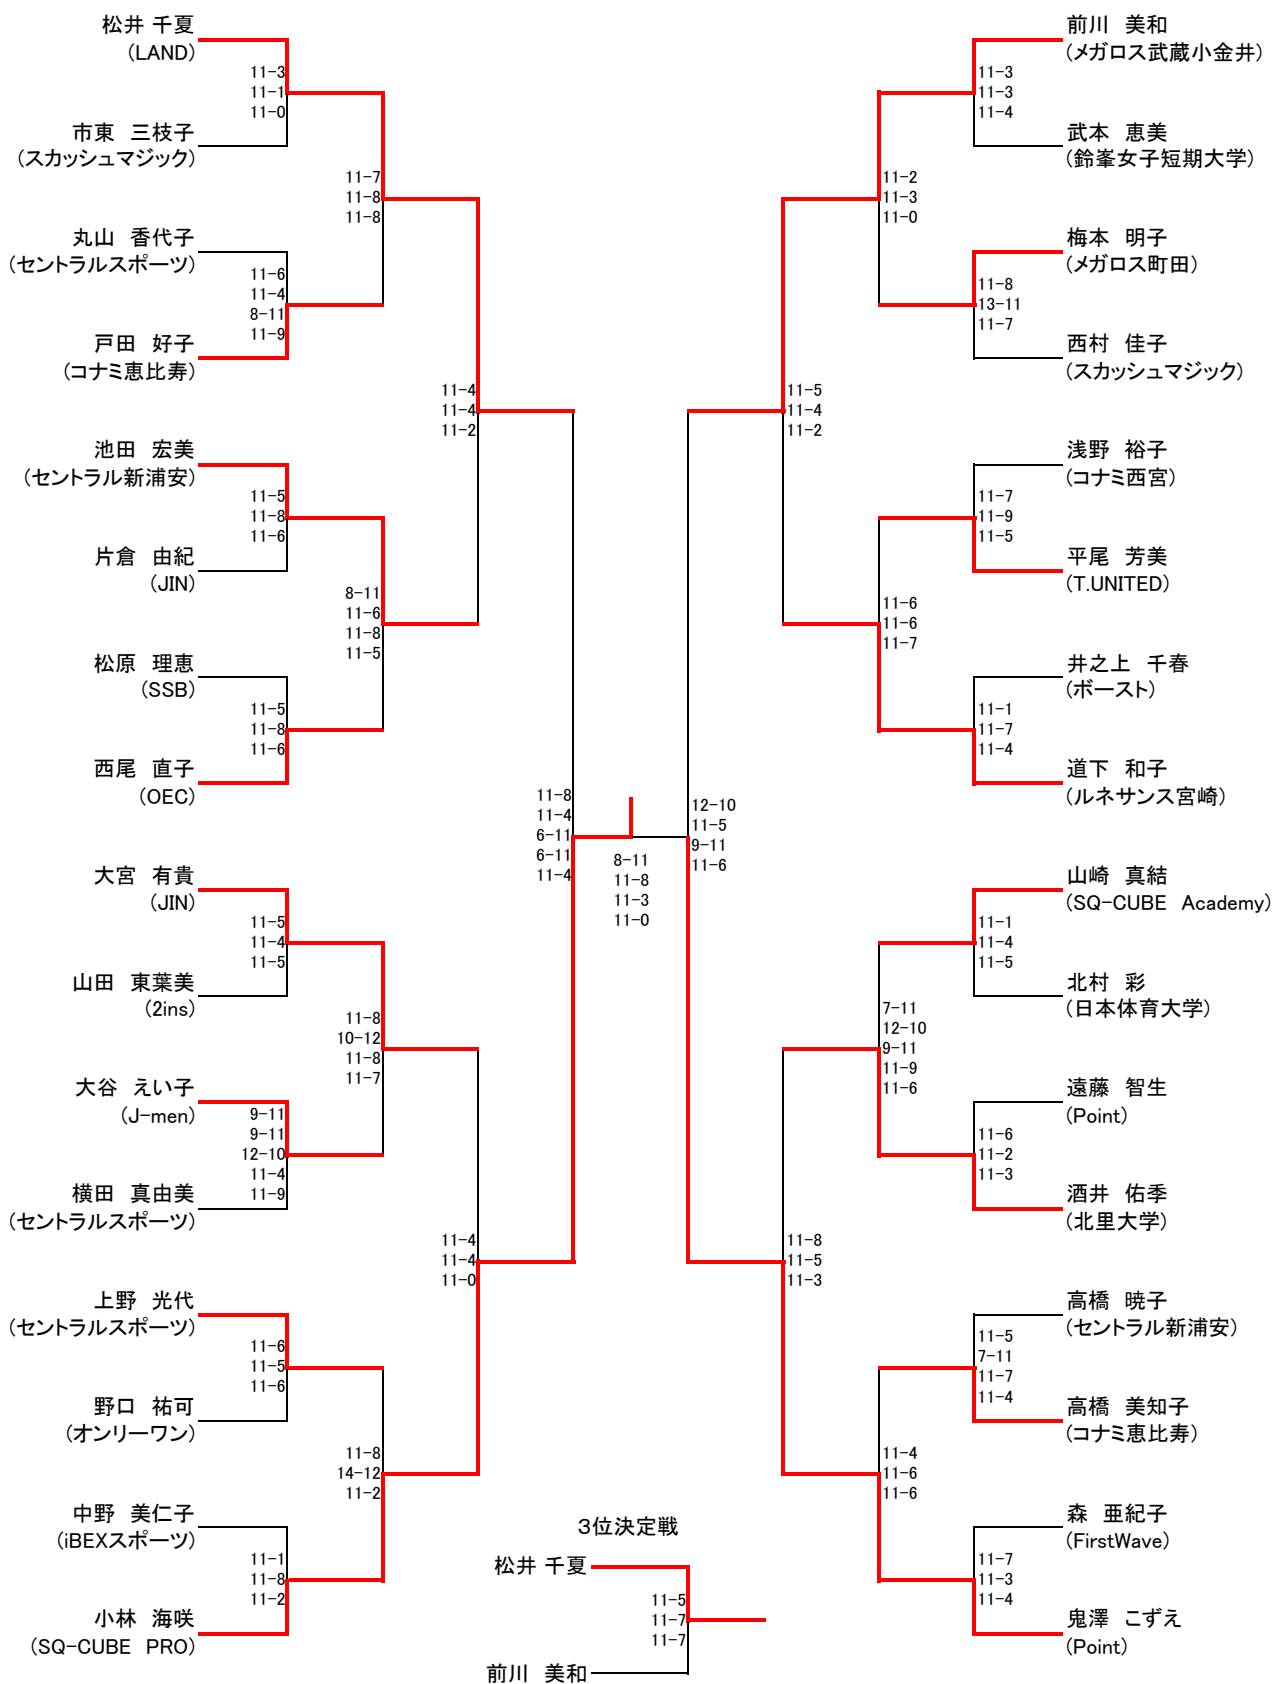 松井 千夏
(LAND)
11-3
11-1
11-0
市東 三枝子
(スカッシュマジック)
11-7
11-8
11-8
丸山 香代子
(セントラルスポーツ)
11-6
11-4
8-11
11-9
戸田 好子
(コナミ恵比寿)
11-4
11-4
11-2
池田 宏美
(セントラル新浦安)
11-5
11-8
11-6
片倉 由紀
(JIN)
8-11
11-6
11-8
11-5
松原 理恵
(SSB)
11-5
11-8
11-6
西尾 直子
(OEC)
11-8
11-4
6-11
6-11
11-4
大宮 有貴
(JIN)
11-5
11-4
11-5
山田 東葉美
(2ins)
11-8
10-12
11-8
11-7
大谷 えい子
(J-men)
9-11
9-11
12-10
11-4
11-9
横田 真由美
(セントラルスポーツ)
11-4
11-4
11-0
上野 光代
(セントラルスポーツ)
11-6
11-5
11-6
野口 祐可
(オンリーワン)
11-8
14-12
11-2
中野 美仁子
(iBEXスポーツ)
11-1
11-8
11-2
小林 海咲
(SQ-CUBE PRO)
8-11
11-8
11-3
11-0
前川 美和
(メガロス武蔵小金井)
11-3
11-3
11-4
武本 恵美
(鈴峯女子短期大学)
11-2
11-3
11-0
梅本 明子
(メガロス町田)
11-8
13-11
11-7
西村 佳子
(スカッシュマジック)
11-5
11-4
11-2
浅野 裕子
(コナミ西宮)
11-7
11-9
11-5
平尾 芳美
(T.UNITED)
11-6
11-6
11-7
井之上 千春
(ボースト)
11-1
11-7
11-4
道下 和子
(ルネサンス宮崎)
12-10
11-5
9-11
11-6
山崎 真結
(SQ-CUBE Academy)
11-1
11-4
11-5
北村 彩
(日本体育大学)
7-11
12-10
9-11
11-9
11-6
遠藤 智生
(Point)
11-6
11-2
11-3
酒井 佑季
(北里大学)
11-8
11-5
11-3
高橋 暁子
(セントラル新浦安)
11-5
7-11
11-7
11-4
高橋 美知子
(コナミ恵比寿)
11-4
11-6
11-6
森 亜紀子
(FirstWave)
11-7
11-3
11-4
鬼澤 こずえ
(Point)
3位決定戦
松井 千夏
11-5
11-7
11-7
前川 美和